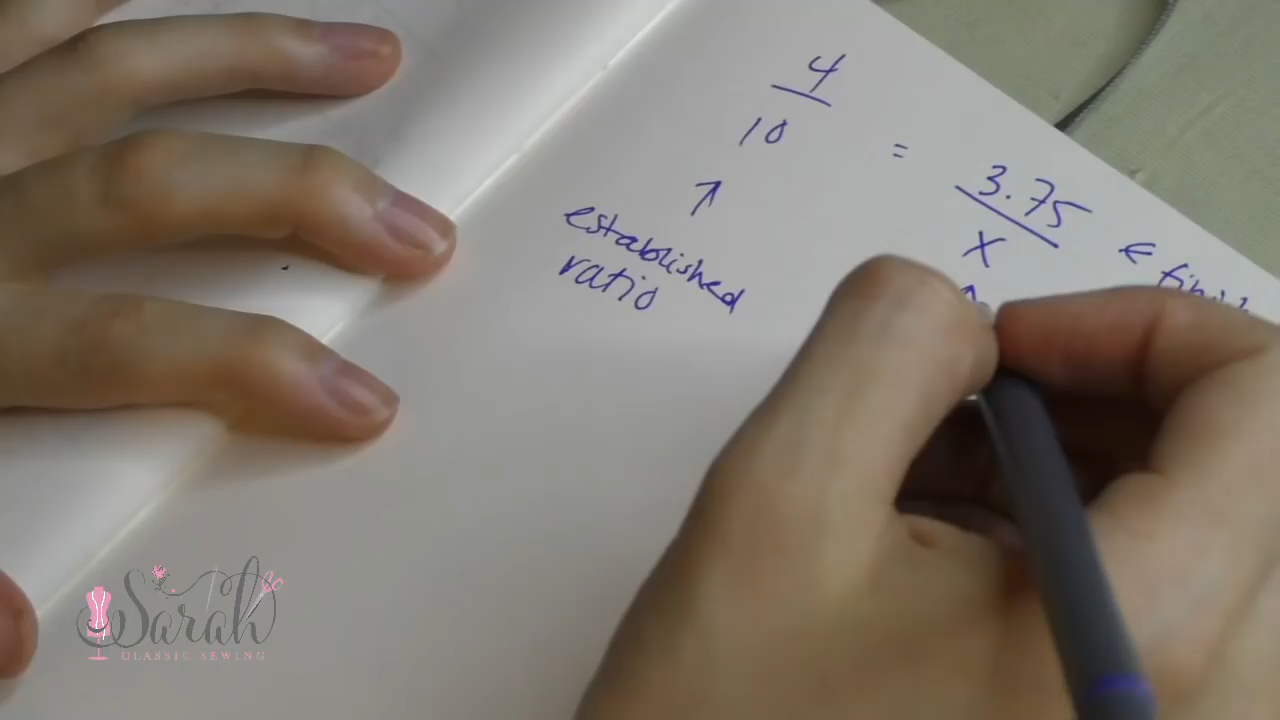 4
10
=
3.75
x
↑
established
ratio
←
↑
Sarah
CLASSIC SEWING